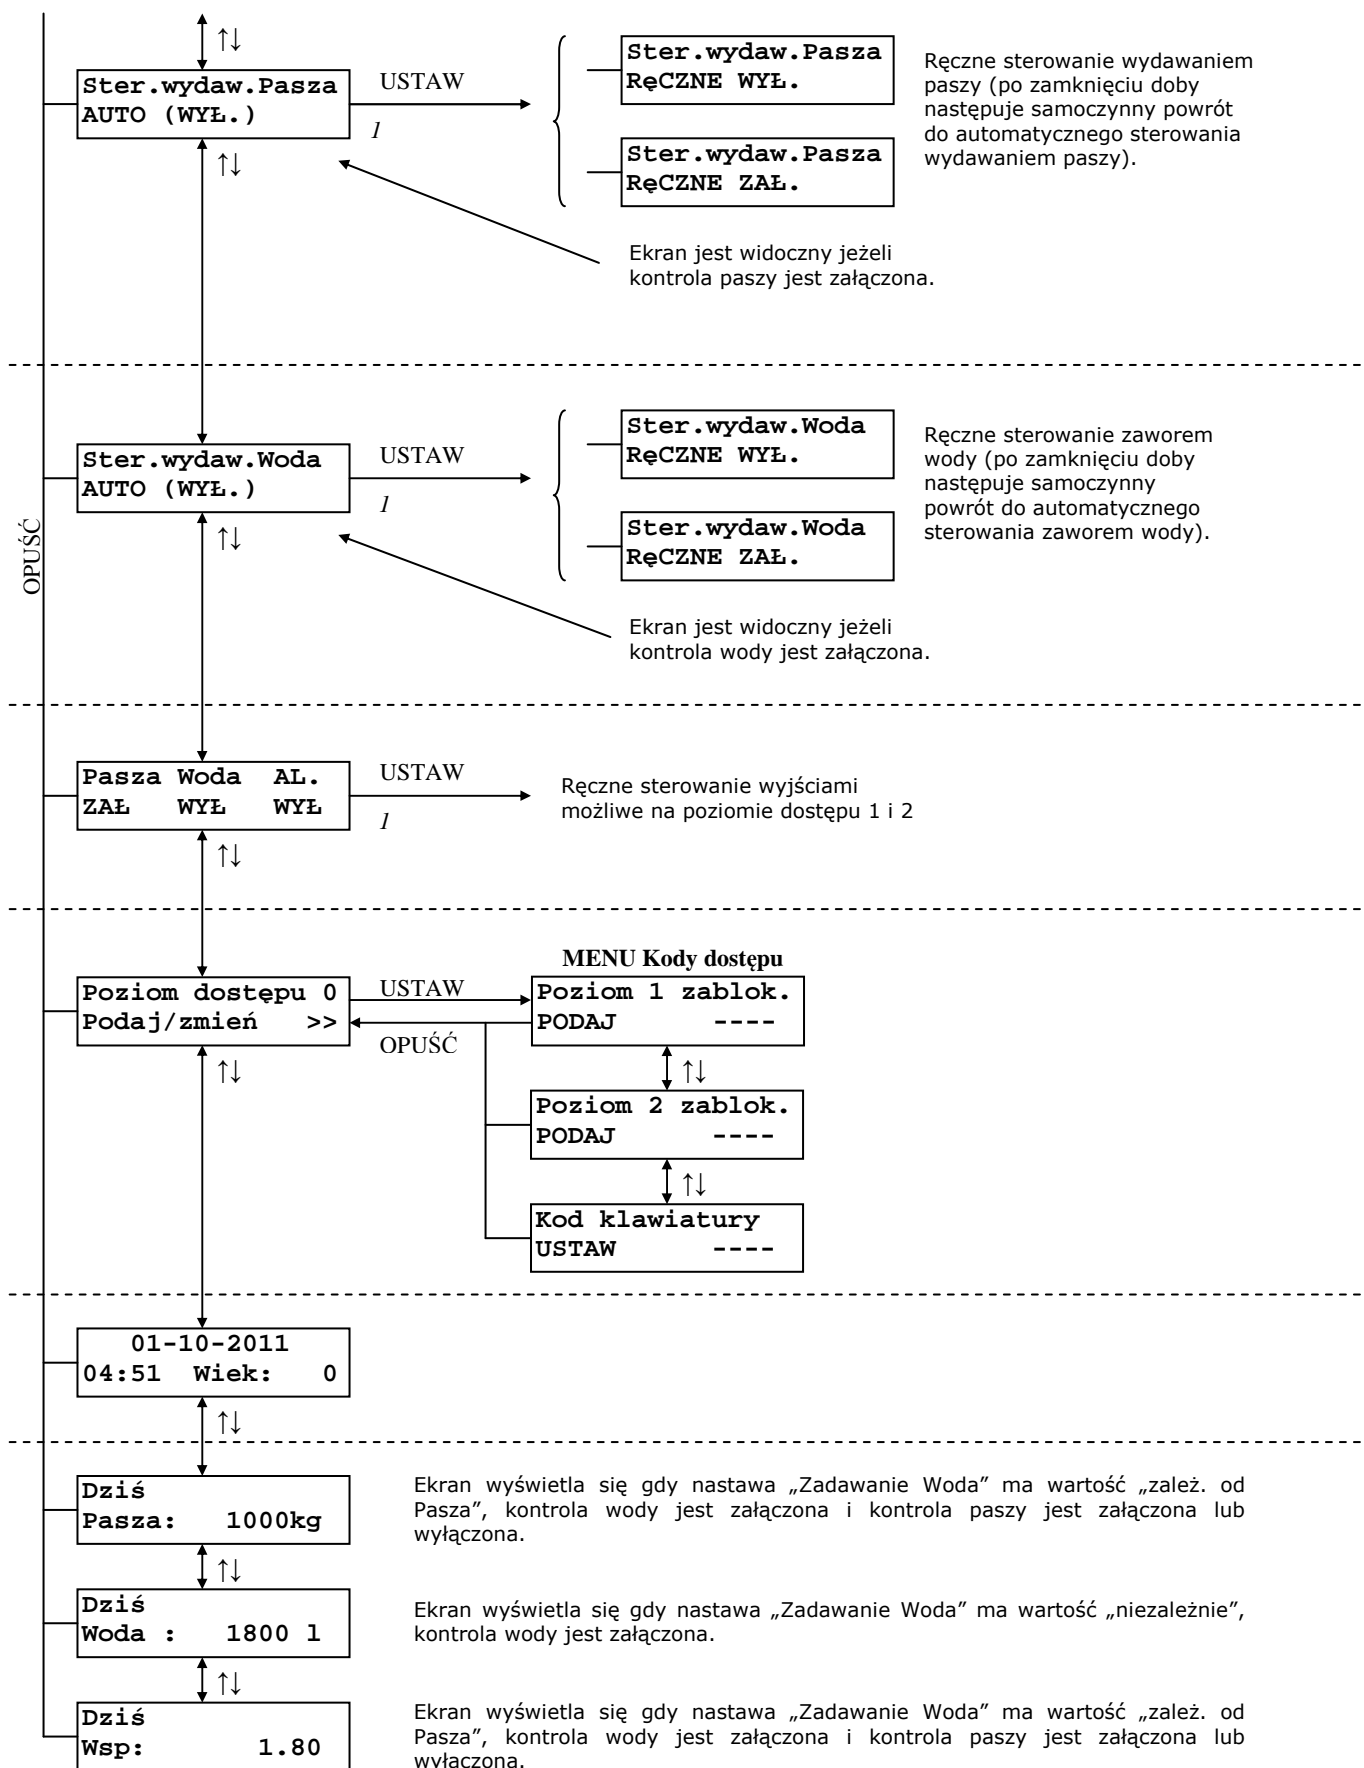 ↑↓
Ster.wydaw.Pasza
AUTO (WYŁ.)
USTAW
1
Ster.wydaw.Pasza
RęCZNE WYŁ.
Ster.wydaw.Pasza
RęCZNE ZAŁ.
Ręczne sterowanie wydawaniem
paszy (po zamknięciu doby
następuje samoczynny powrót
do automatycznego sterowania
wydawaniem paszy).
↑↓
Ekran jest widoczny jeżeli
kontrola paszy jest załączona.
Ster.wydaw.Woda
AUTO (WYŁ.)
USTAW
1
Ster.wydaw.Woda
RęCZNE WYŁ.
Ster.wydaw.Woda
RęCZNE ZAŁ.
Ręczne sterowanie zaworem
wody (po zamknięciu doby
następuje samoczynny
powrót do automatycznego
sterowania zaworem wody).
OPUŚĆ
↑↓
Ekran jest widoczny jeżeli
kontrola wody jest załączona.
Pasza Woda AL.
ZAŁ WYŁ WYŁ
USTAW
1
Ręczne sterowanie wyjściami
możliwe na poziomie dostępu 1 i 2
↑↓
MENU Kody dostępu
Poziom dostępu 0
Podaj/zmień >>
USTAW
OPUŚĆ
Poziom 1 zablok.
PODAJ ----
↑↓
↑↓
Poziom 2 zablok.
PODAJ ----
↑↓
Kod klawiatury
USTAW ----
01-10-2011
04:51 Wiek: 0
↑↓
Dziś
Pasza: 1000kg
Ekran wyświetla się gdy nastawa „Zadawanie Woda” ma wartość „zależ. od
Pasza”, kontrola wody jest załączona i kontrola paszy jest załączona lub
wyłączona.
↑↓
Dziś
Woda : 1800 l
Ekran wyświetla się gdy nastawa „Zadawanie Woda” ma wartość „niezależnie”,
kontrola wody jest załączona.
↑↓
Dziś
Wsp: 1.80
Ekran wyświetla się gdy nastawa „Zadawanie Woda” ma wartość „zależ. od
Pasza”, kontrola wody jest załączona i kontrola paszy jest załączona lub
wyłączona.